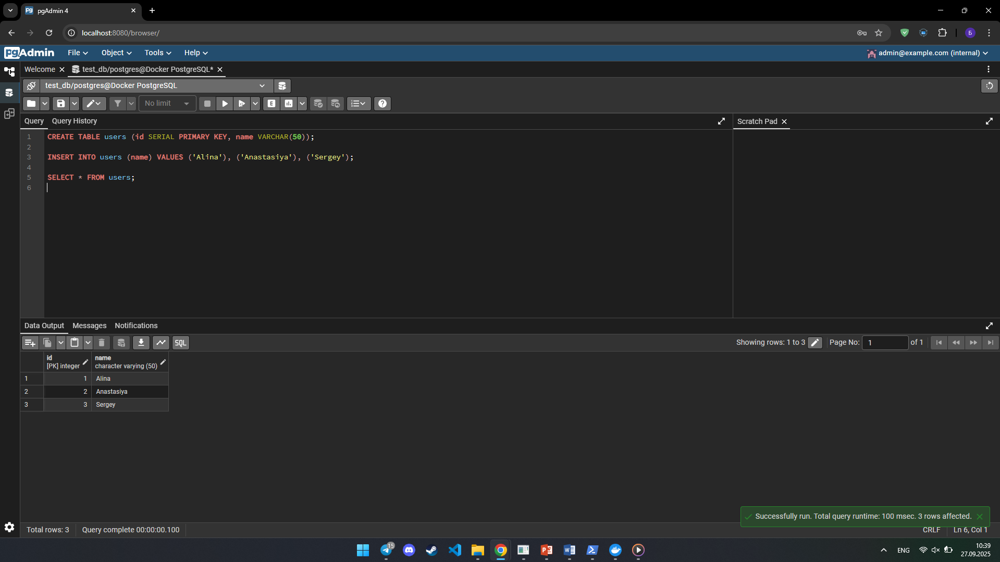 pgAdmin 4
localhost:8080/browser/
Б
pgAdmin File Object Tools Help admin@example.com (internal)
Welcome test_db/postgres@Docker PostgreSQL*
test_db/postgres@Docker PostgreSQL
No limit E
Query Query History Scratch Pad
1 CREATE TABLE users (id SERIAL PRIMARY KEY, name VARCHAR(50));
2
3 INSERT INTO users (name) VALUES ('Alina'), ('Anastasiya'), ('Sergey');
4
5 SELECT * FROM users;
6
Data Output Messages Notifications
SQL Showing rows: 1 to 3 Page No: 1 of 1
id name
[PK] integer character varying (50)
1 1 Alina
2 2 Anastasiya
3 3 Sergey
Successfully run. Total query runtime: 100 msec. 3 rows affected.
Total rows: 3 Query complete 00:00:00.100 CRLF Ln 6, Col 1
15
ENG 10:39
27.09.2025